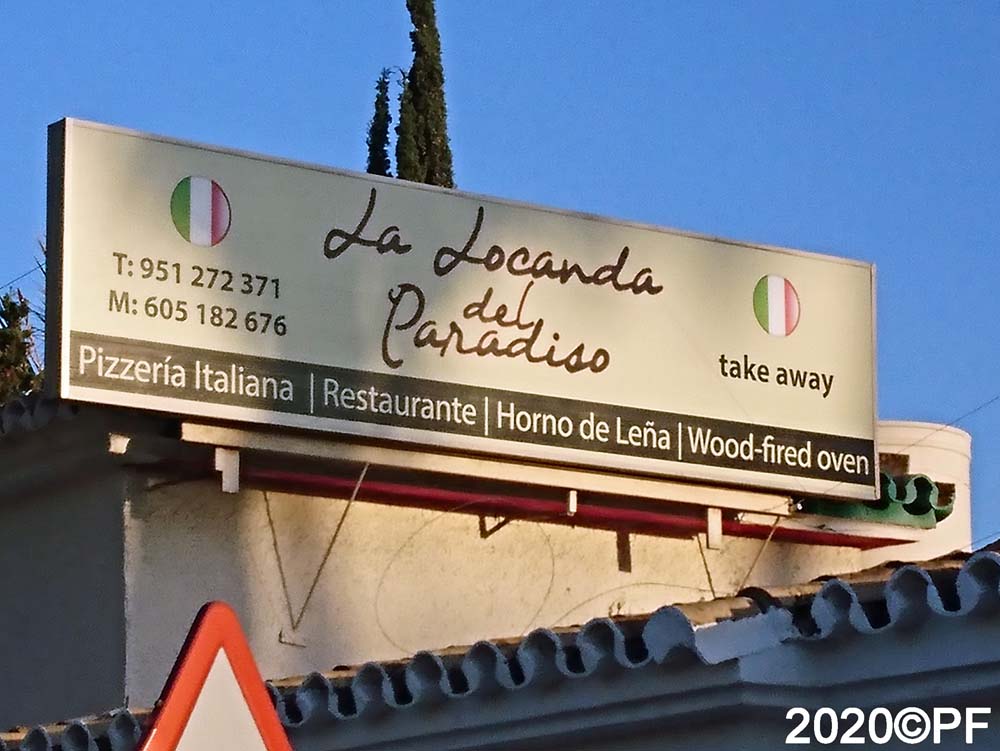 La Locanda
del
Paradiso
T: 951 272 371
M: 605 182 676
take away
Pizzería Italiana | Restaurante | Horno de Leña | Wood-fired oven
2020©PF